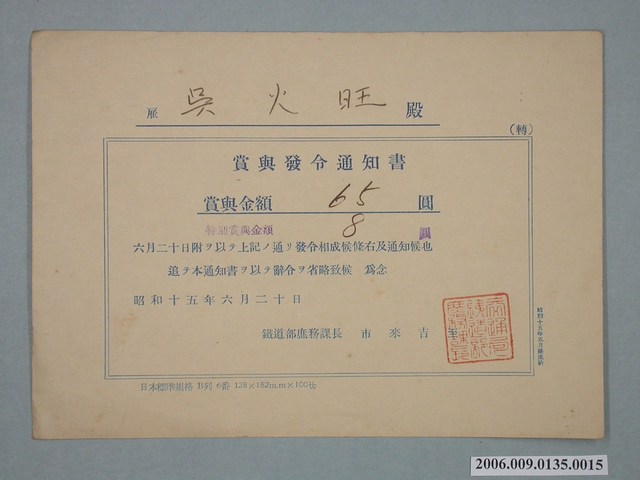 雇 吳火旺 殿
(轉)
賞與發令通知書
賞與金額 65 圓
特別賞與金額 8 圓
六月二十日附ヲ以テ上記ノ通リ發令相成候條右及通知候也
追テ本通知書ヲ以テ辭令ヲ省略致候 爲念
昭和十五年六月二十日
鐵道部庶務課長 市來吉
日本標準規格 B列 6番 128×182m.m×100
2006.009.0135.0015